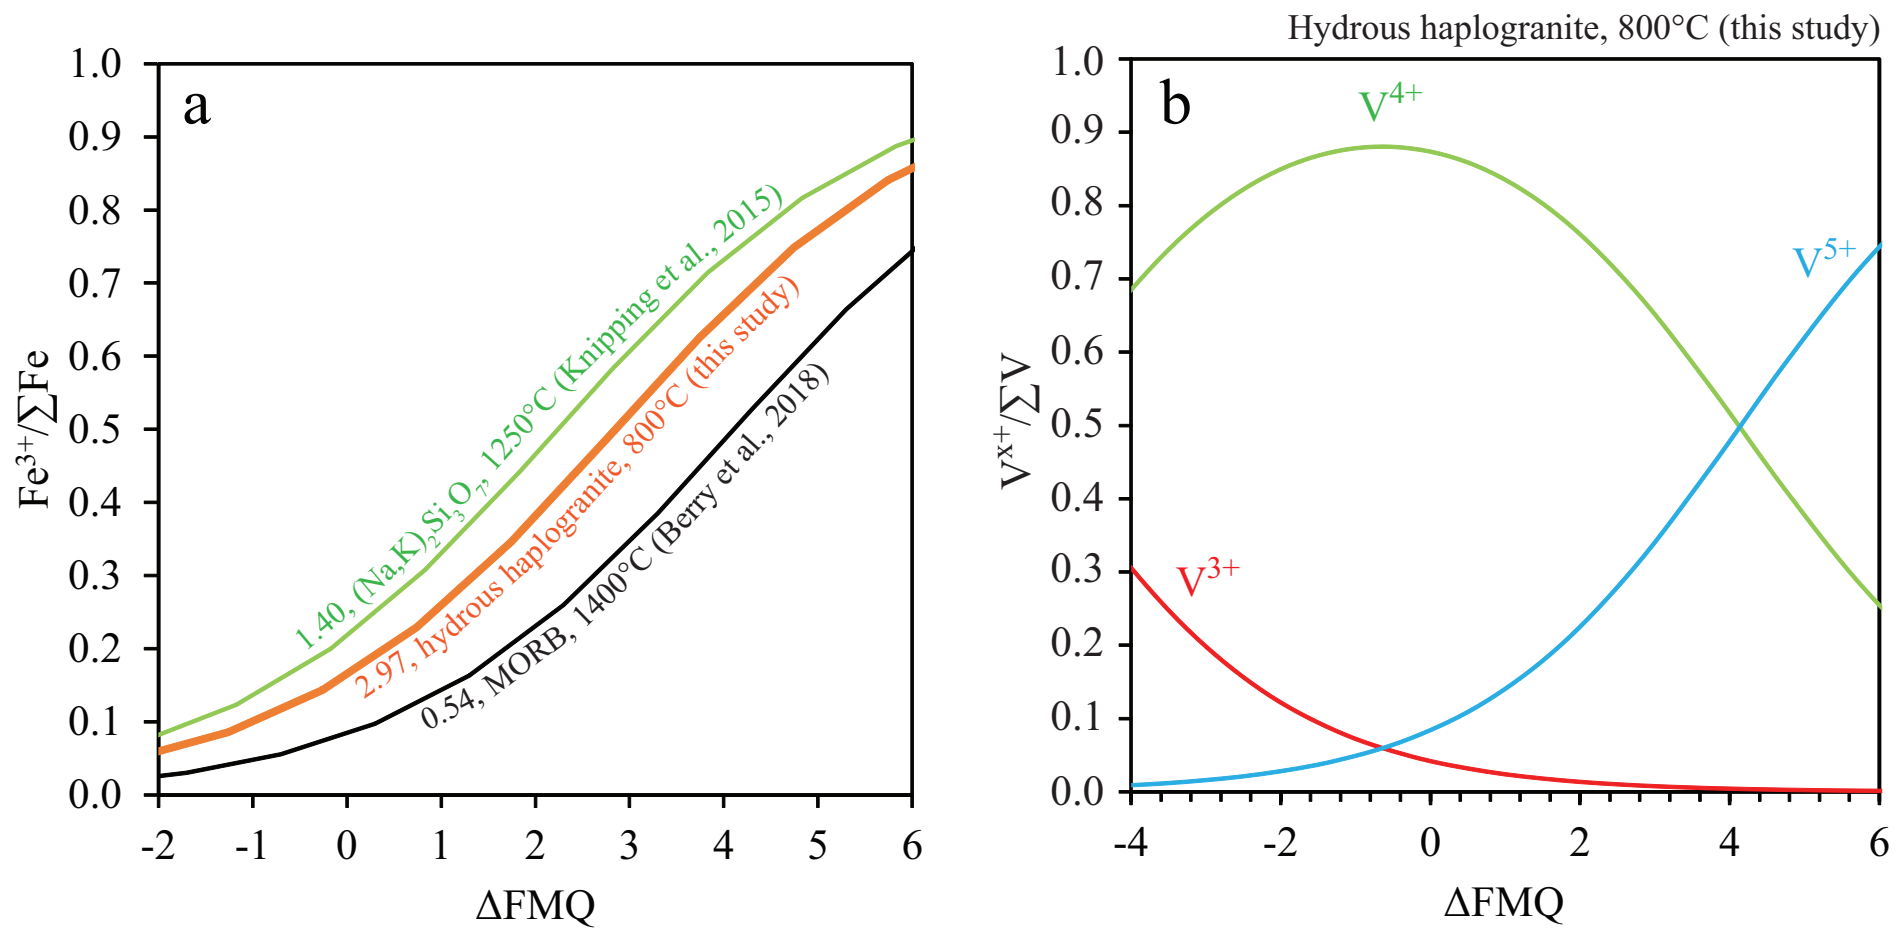 a
1.0
0.9
0.8
0.7
0.6
0.5
0.4
0.3
0.2
0.1
0.0
Fe³⁺/∑Fe
1.40, (Na,K)₂Si₃O₇, 1250°C (Knipping et al., 2015)
2.97, hydrous haplogranite, 800°C (this study)
0.54, MORB, 1400°C (Berry et al., 2018)
-2 -1 0 1 2 3 4 5 6
ΔFMQ
Hydrous haplogranite, 800°C (this study)
b
1.0
0.9
0.8
0.7
0.6
0.5
0.4
0.3
0.2
0.1
0.0
Vˣ⁺/∑V
V⁴⁺
V⁵⁺
V³⁺
-4 -2 0 2 4 6
ΔFMQ